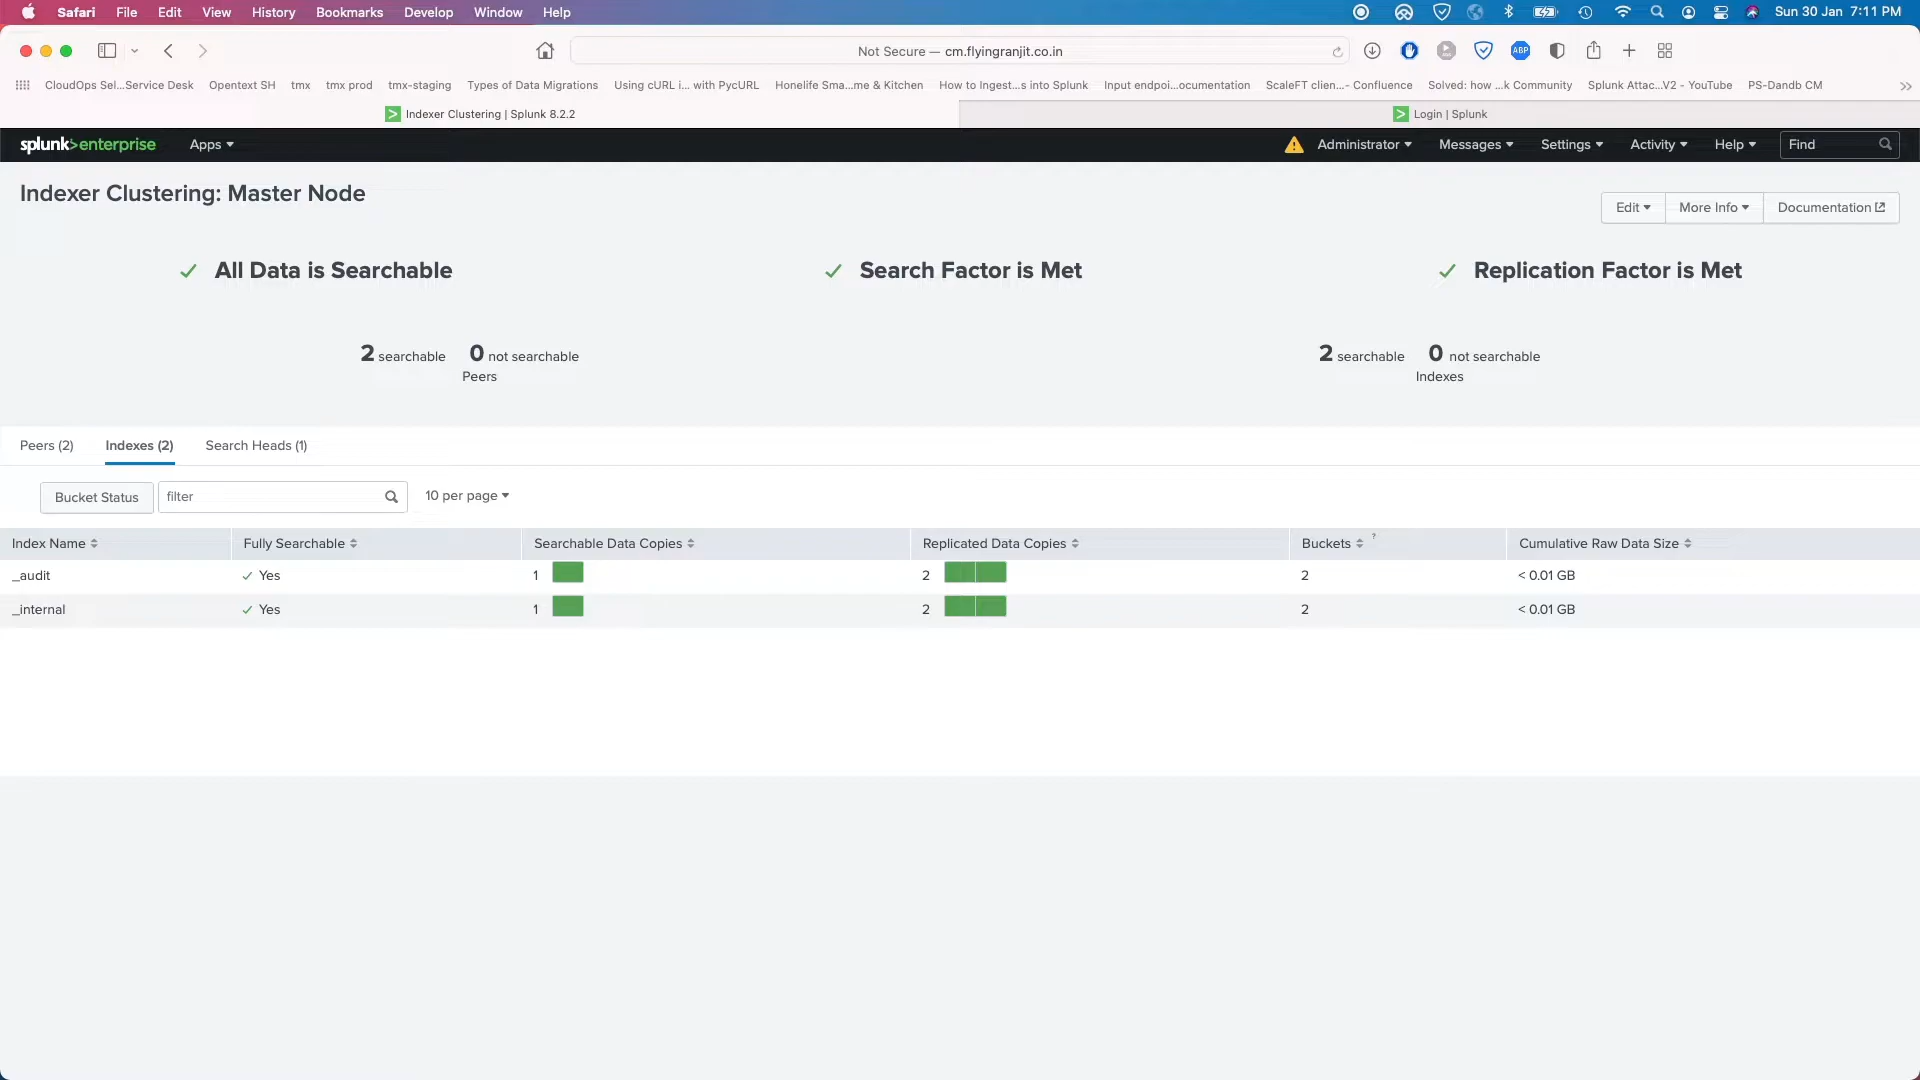 Safari File Edit View History Bookmarks Develop Window Help Sun 30 Jan 7:11 PM
Not Secure — cm.flyingranjit.co.in ABP
CloudOps Sel...Service Desk Opentext SH tmx tmx prod tmx-staging Types of Data Migrations Using cURL i... with PycURL Honelife Sma...me & Kitchen How to Ingest...s into Splunk Input endpoi...ocumentation ScaleFT clien...- Confluence Solved: how ...k Community Splunk Attac...V2 - YouTube PS-Dandb CM
Indexer Clustering | Splunk 8.2.2 Login | Splunk
splunk>enterprise Apps Administrator Messages Settings Activity Help Find
Indexer Clustering: Master Node
Edit More Info Documentation
All Data is Searchable Search Factor is Met Replication Factor is Met
2 searchable 0 not searchable 2 searchable 0 not searchable
Peers Indexes
Peers (2) Indexes (2) Search Heads (1)
Bucket Status filter 10 per page
Index Name Fully Searchable Searchable Data Copies Replicated Data Copies Buckets ? Cumulative Raw Data Size
_audit Yes 1 2 2 < 0.01 GB
_internal Yes 1 2 2 < 0.01 GB